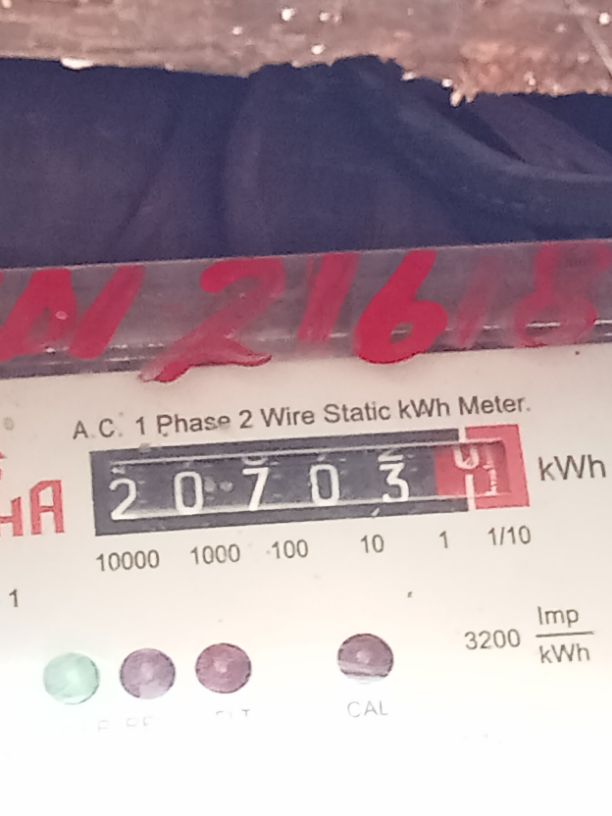 21618
A.C. 1 Phase 2 Wire Static kWh Meter.
HA
20703
kWh
10000 1000 100 10 1 1/10
1
3200 Imp/kWh
CAL